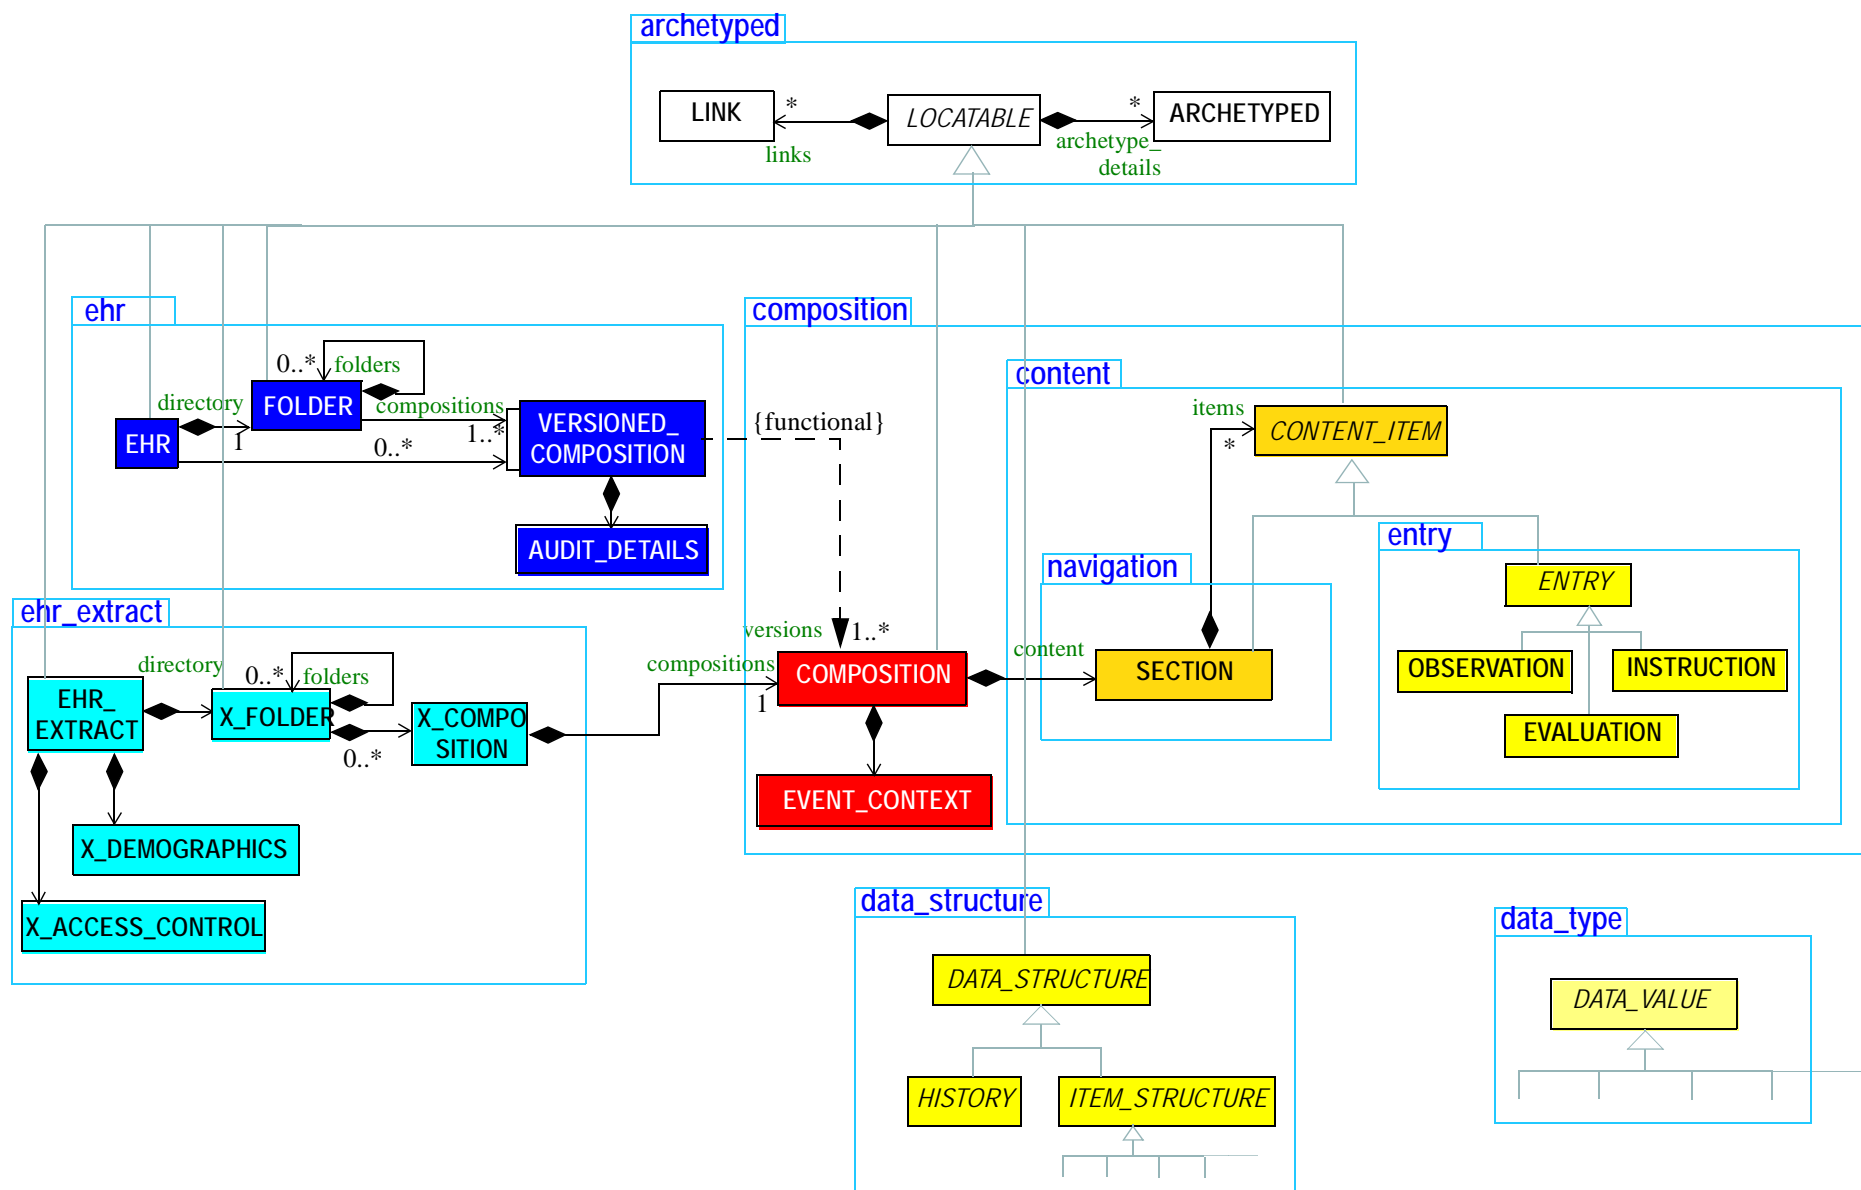 archetyped
LINK
*
LOCATABLE
*
ARCHETYPED
links
archetype_
details
ehr
0..*
folders
directory
FOLDER
compositions
EHR
1
0..*
1..*
VERSIONED_
COMPOSITION
AUDIT_DETAILS
{functional}
composition
content
items
*
CONTENT_ITEM
entry
ENTRY
OBSERVATION
INSTRUCTION
EVALUATION
navigation
SECTION
versions
1..*
compositions
1
COMPOSITION
content
EVENT_CONTEXT
ehr_extract
directory
0..*
folders
EHR_
EXTRACT
X_FOLDER
0..*
X_COMPO
SITION
X_DEMOGRAPHICS
X_ACCESS_CONTROL
data_structure
DATA_STRUCTURE
HISTORY
ITEM_STRUCTURE
data_type
DATA_VALUE